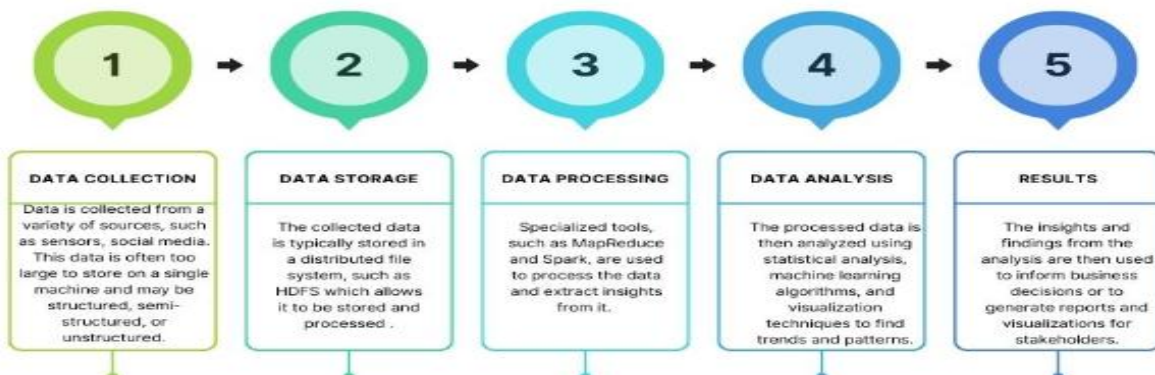 1
2
3
4
5
DATA COLLECTION
Data is collected from a
variety of sources, such
as sensors, social media.
This data is often too
large to store on a single
machine and may be
structured, semi-
structured, or
unstructured.
DATA STORAGE
The collected data
is typically stored in
a distributed file
system, such as
HDFS which allows
it to be stored and
processed .
DATA PROCESSING
Specialized tools,
such as MapReduce
and Spark, are used
to process the data
and extract insights
from it.
DATA ANALYSIS
The processed data is
then analyzed using
statistical analysis,
machine learning
algorithms, and
visualization
techniques to find
trends and patterns.
RESULTS
The insights and
findings from the
analysis are then used
to inform business
decisions or to
generate reports and
visualizations for
stakeholders.